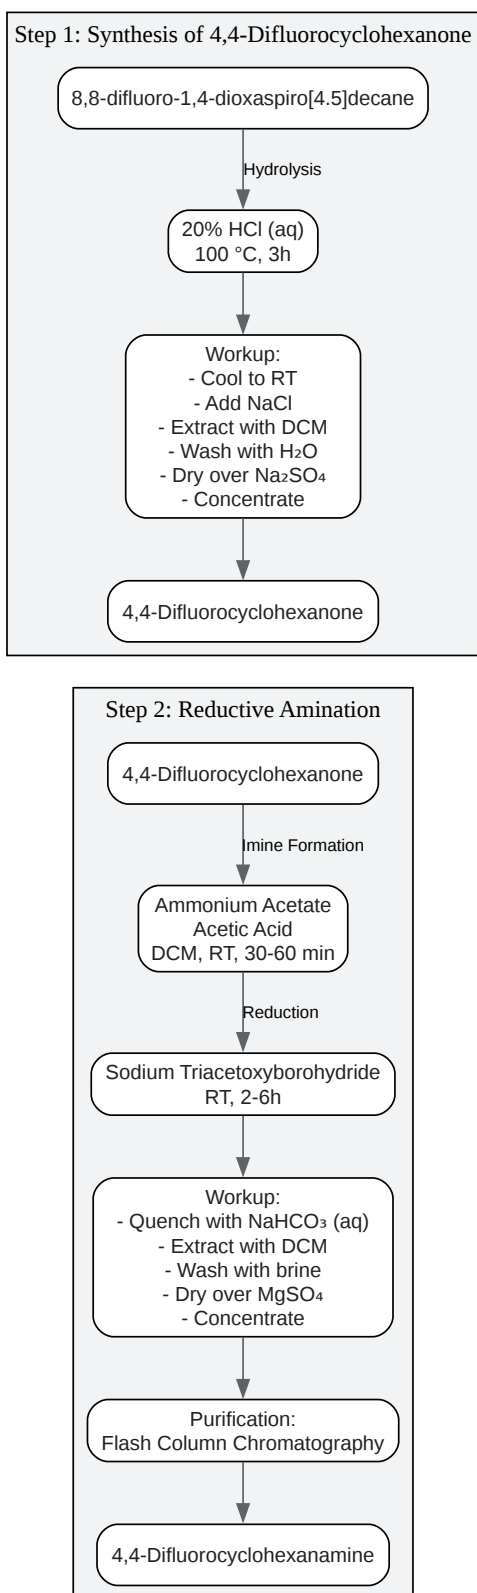 Step 1: Synthesis of 4,4-Difluorocyclohexanone
8,8-difluoro-1,4-dioxaspiro[4.5]decane
Hydrolysis
20% HCl (aq)
100 °C, 3h
Workup:
- Cool to RT
- Add NaCl
- Extract with DCM
- Wash with H₂O
- Dry over Na₂SO₄
- Concentrate
4,4-Difluorocyclohexanone
Step 2: Reductive Amination
4,4-Difluorocyclohexanone
Imine Formation
Ammonium Acetate
Acetic Acid
DCM, RT, 30-60 min
Reduction
Sodium Triacetoxyborohydride
RT, 2-6h
Workup:
- Quench with NaHCO₃ (aq)
- Extract with DCM
- Wash with brine
- Dry over MgSO₄
- Concentrate
Purification:
Flash Column Chromatography
4,4-Difluorocyclohexanamine